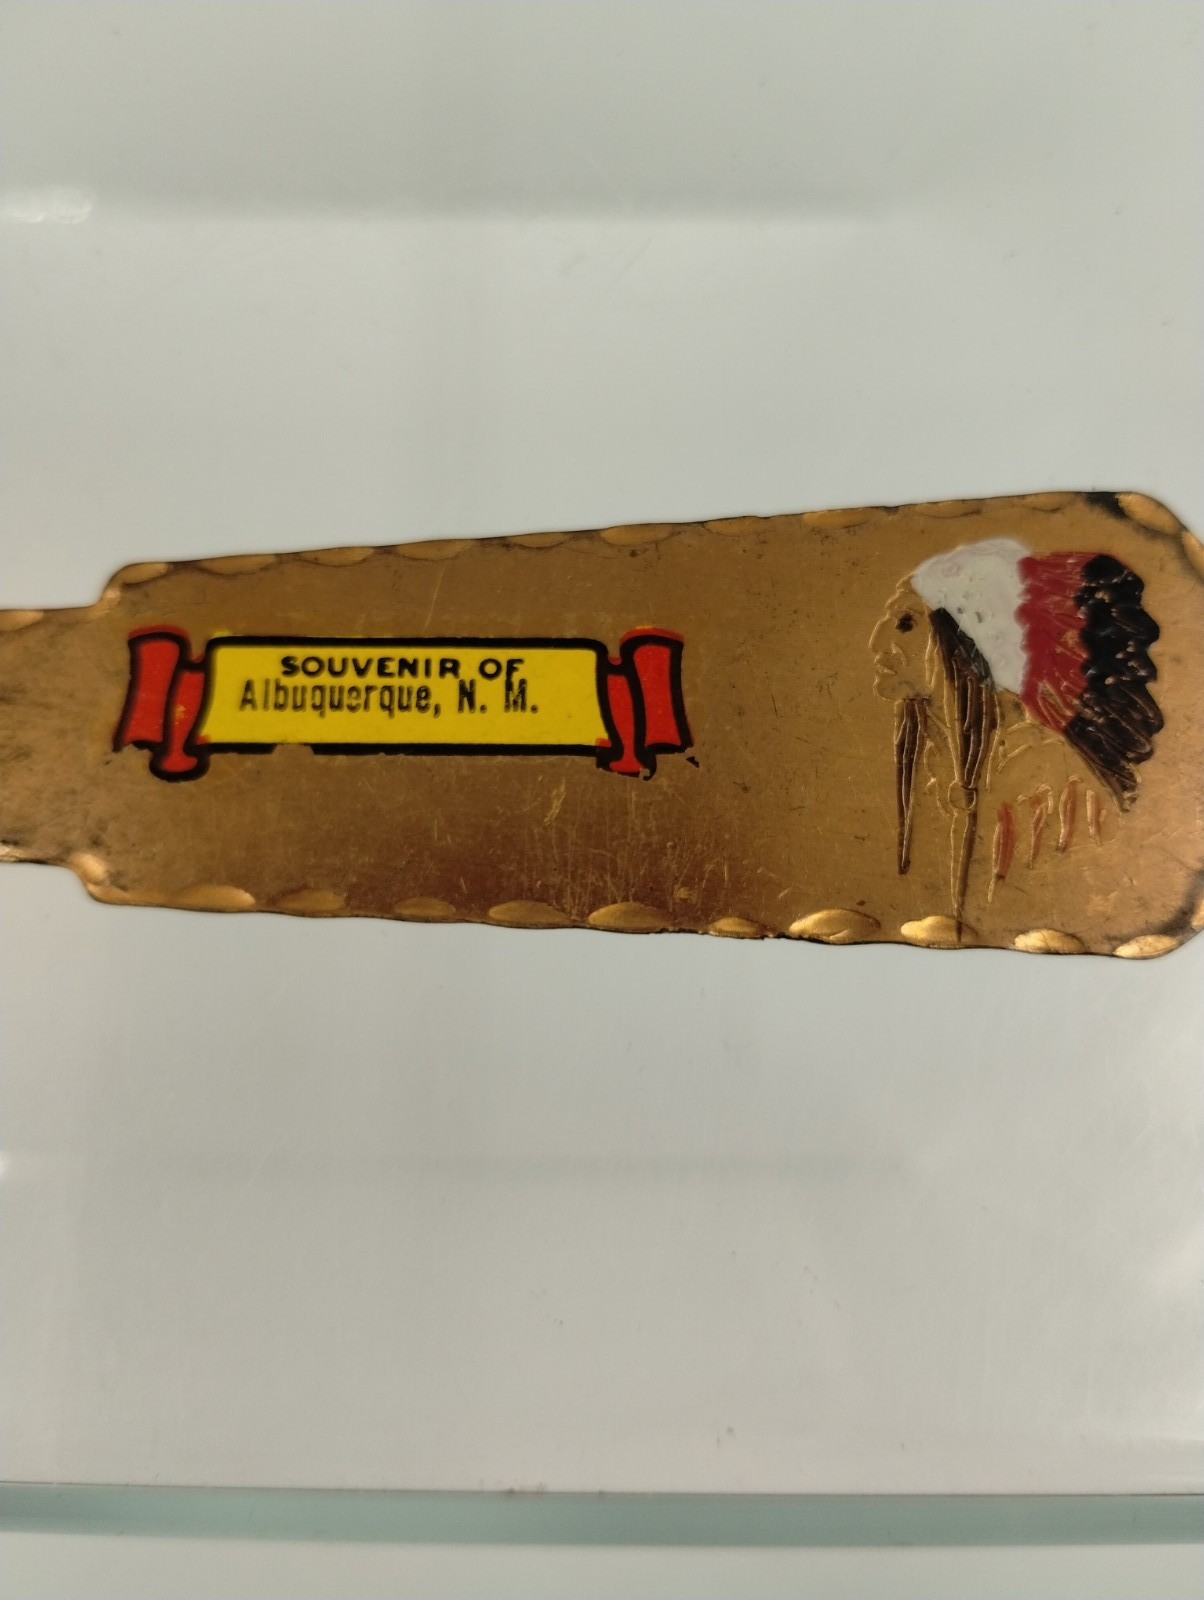 SOUVENIR OF
Albuquerque, N. M.